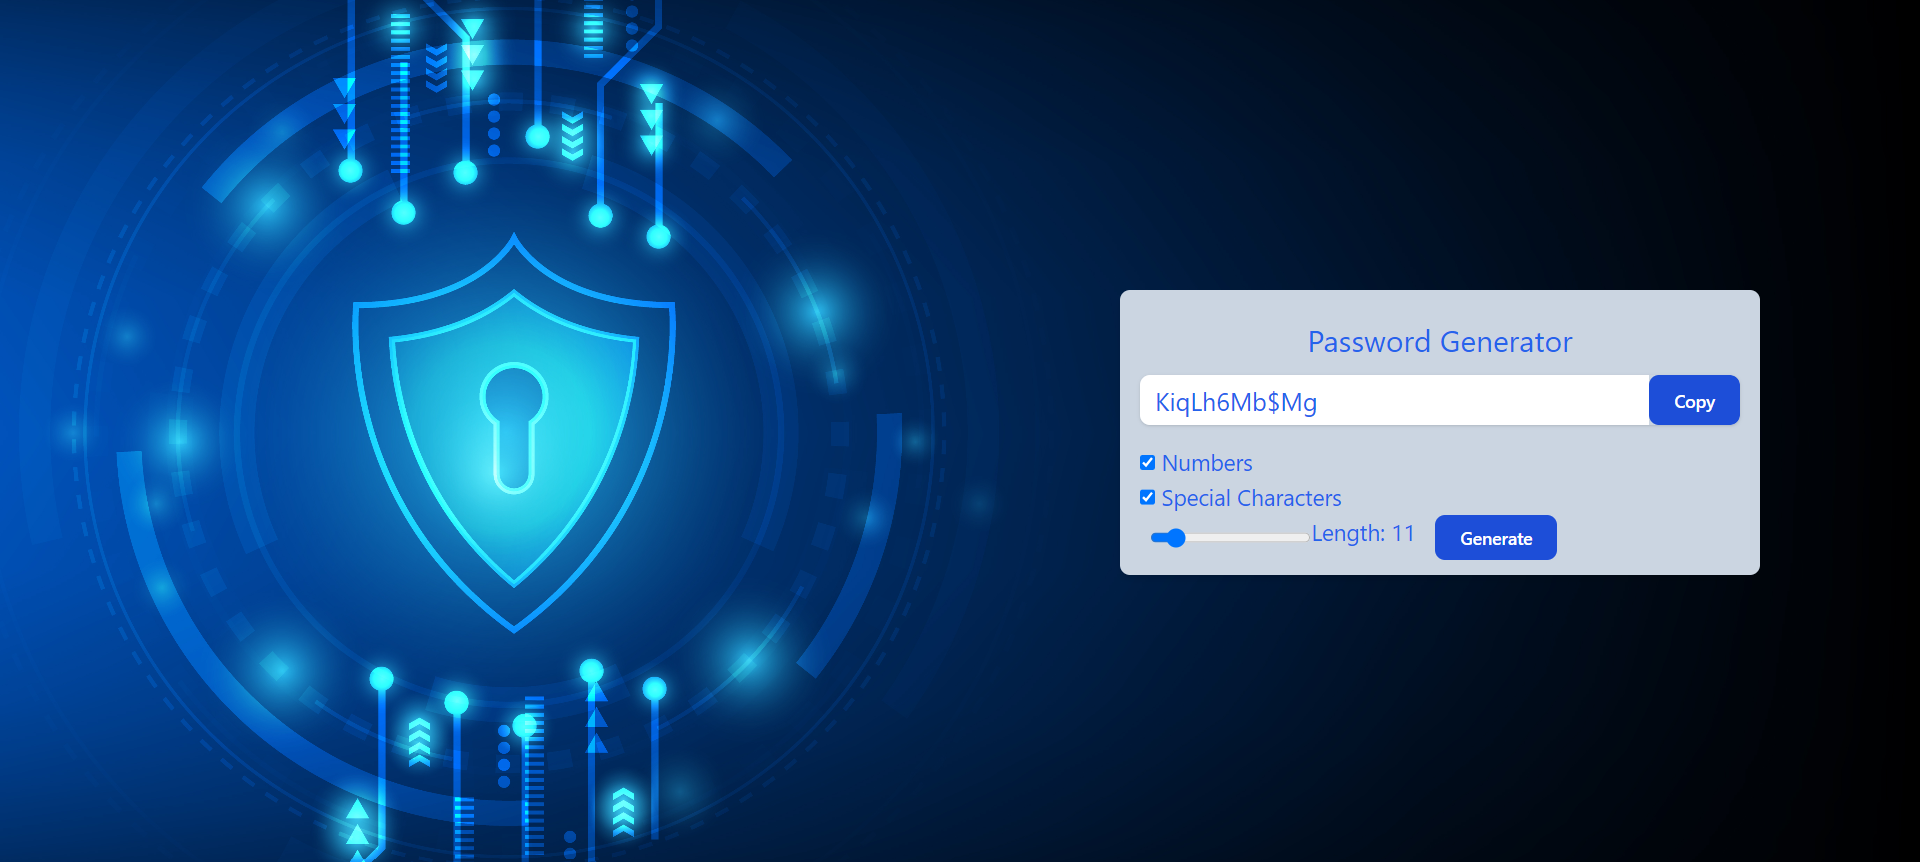 Password Generator
KiqLh6Mb$Mg
Copy
Numbers
Special Characters
Length: 11
Generate